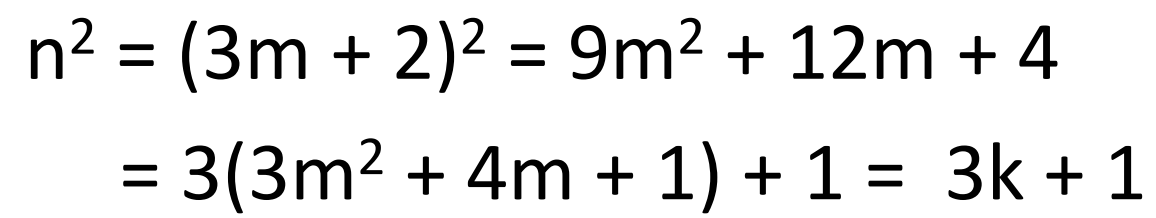 n² = (3m + 2)² = 9m² + 12m + 4
= 3(3m² + 4m + 1) + 1 = 3k + 1